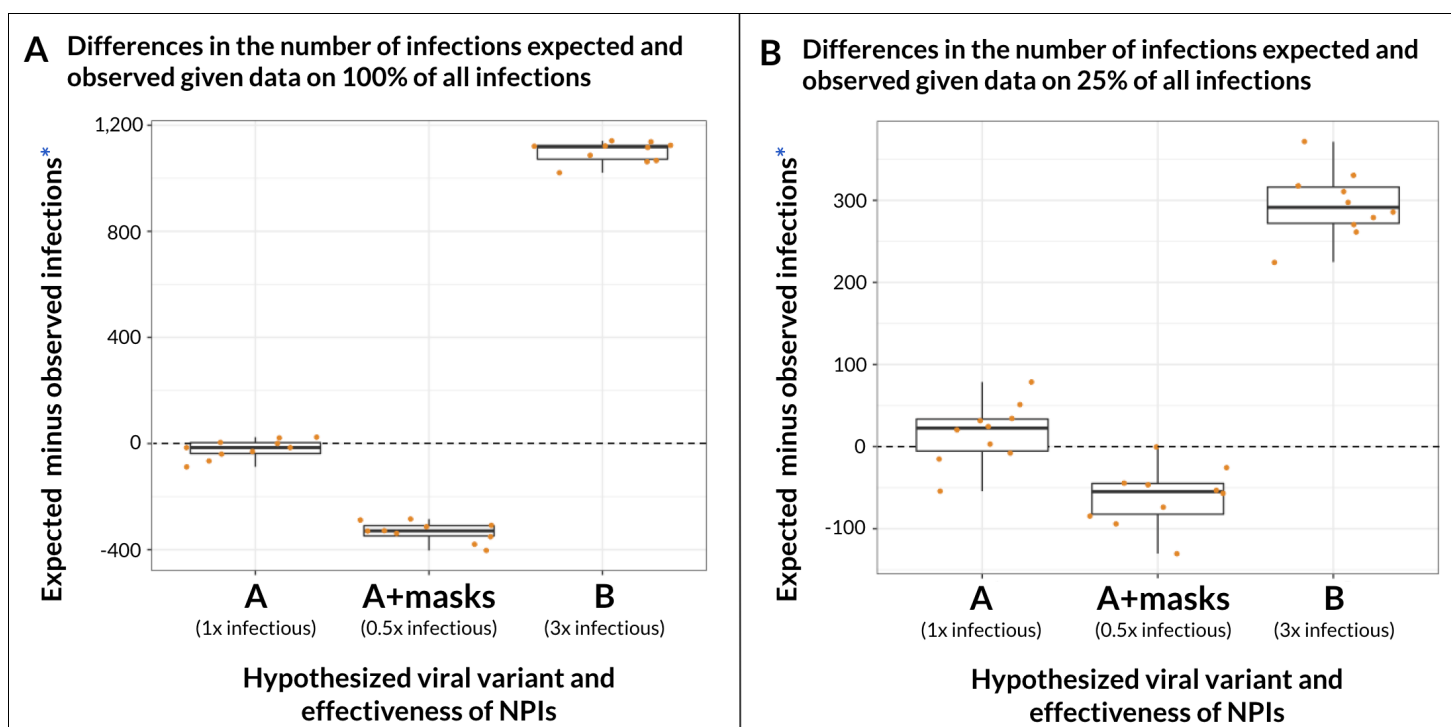 A Differences in the number of infections expected and
observed given data on 100% of all infections
Expected minus observed infections*
1,200
800
400
0
-400
A
(1x infectious)
A+masks
(0.5x infectious)
B
(3x infectious)
Hypothesized viral variant and
effectiveness of NPIs
B Differences in the number of infections expected and
observed given data on 25% of all infections
Expected minus observed infections*
300
200
100
0
-100
A
(1x infectious)
A+masks
(0.5x infectious)
B
(3x infectious)
Hypothesized viral variant and
effectiveness of NPIs